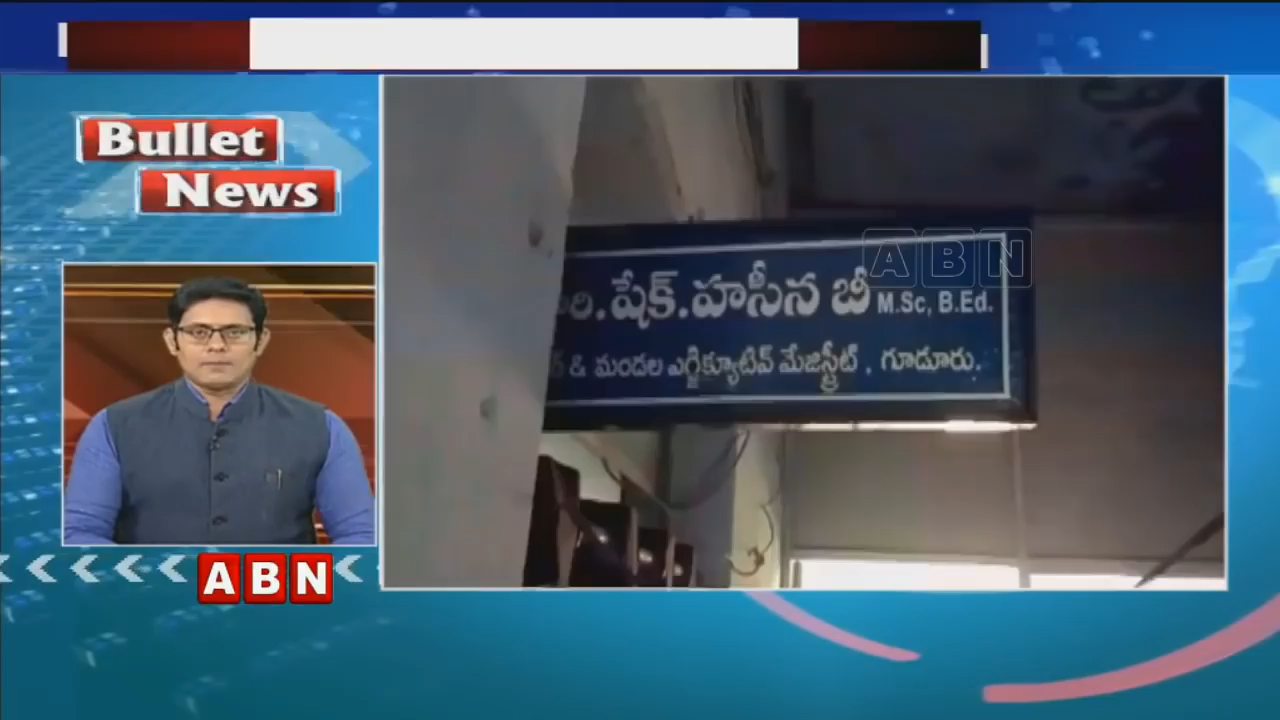 Bullet
News
ABN
షేక్.హసీనా బీ M.Sc, B.Ed.
& మండల ఎగ్జిక్యూటివ్ మేజిస్ట్రేట్, గూడూరు.
ABN